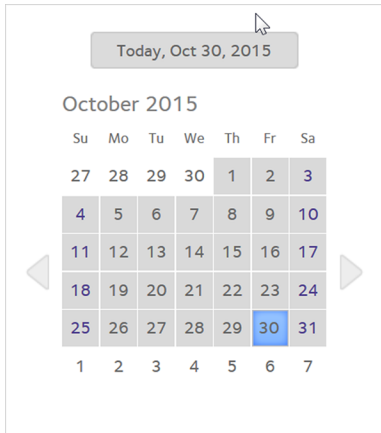 Today, Oct 30, 2015
October 2015
Su Mo Tu We Th Fr Sa
27 28 29 30 1 2 3
4 5 6 7 8 9 10
11 12 13 14 15 16 17
18 19 20 21 22 23 24
25 26 27 28 29 30 31
1 2 3 4 5 6 7